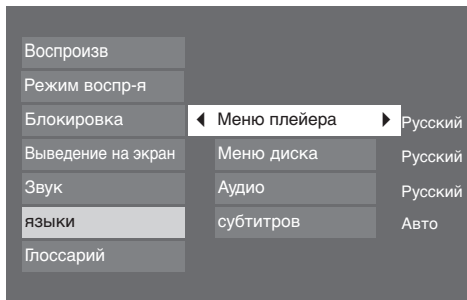 Воспроизв
Режим воспр-я
Блокировка
Меню плейера
Русский
Выведение на экран
Меню диска
Русский
Звук
Аудио
Русский
языки
субтитров
Авто
Глоссарий